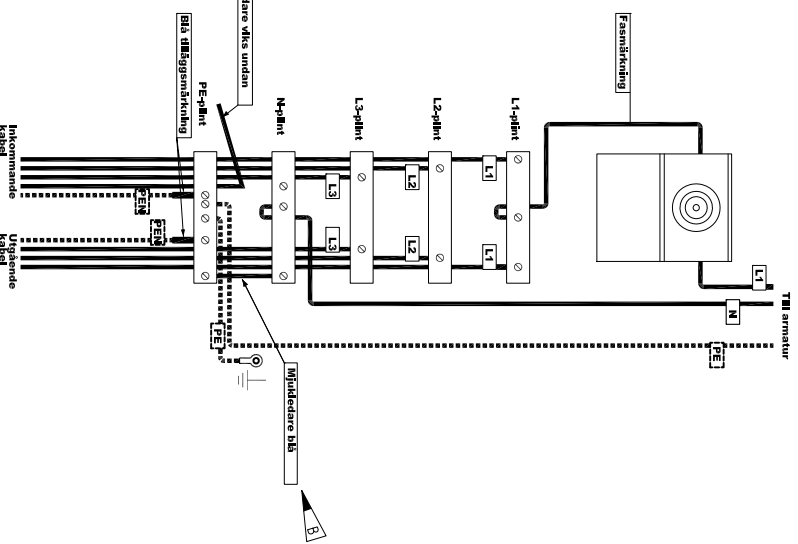 dare viks undan
Blå tilläggsmärkning
PE-plint
N-plint
L3-plint
L2-plint
L1-plint
Fasmärkning
Inkommande
kabel
Utgående
kabel
PEN
PEN
L3
L2
L1
L3
L2
L1
L1
N
Till armatur
PE
PE
Mjukledare blå
B